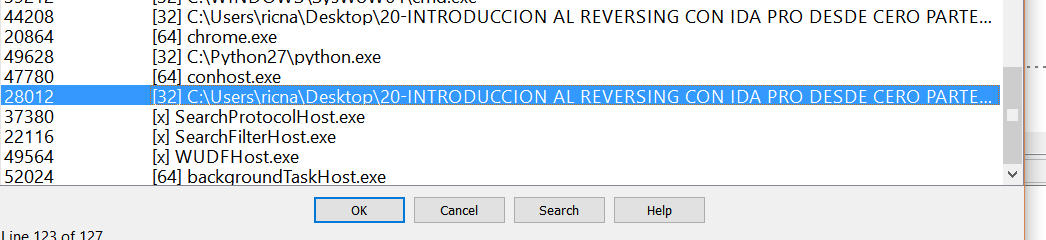 44208 [32] C:\Users\ricna\Desktop\20-INTRODUCCION AL REVERSING CON IDA PRO DESDE CERO PARTE...
20864 [64] chrome.exe
49628 [32] C:\Python27\python.exe
47780 [64] conhost.exe
28012 [32] C:\Users\ricna\Desktop\20-INTRODUCCION AL REVERSING CON IDA PRO DESDE CERO PARTE...
37380 [x] SearchProtocolHost.exe
22116 [x] SearchFilterHost.exe
49564 [x] WUDFHost.exe
52024 [64] backgroundTaskHost.exe
OK Cancel Search Help
Line 123 of 127